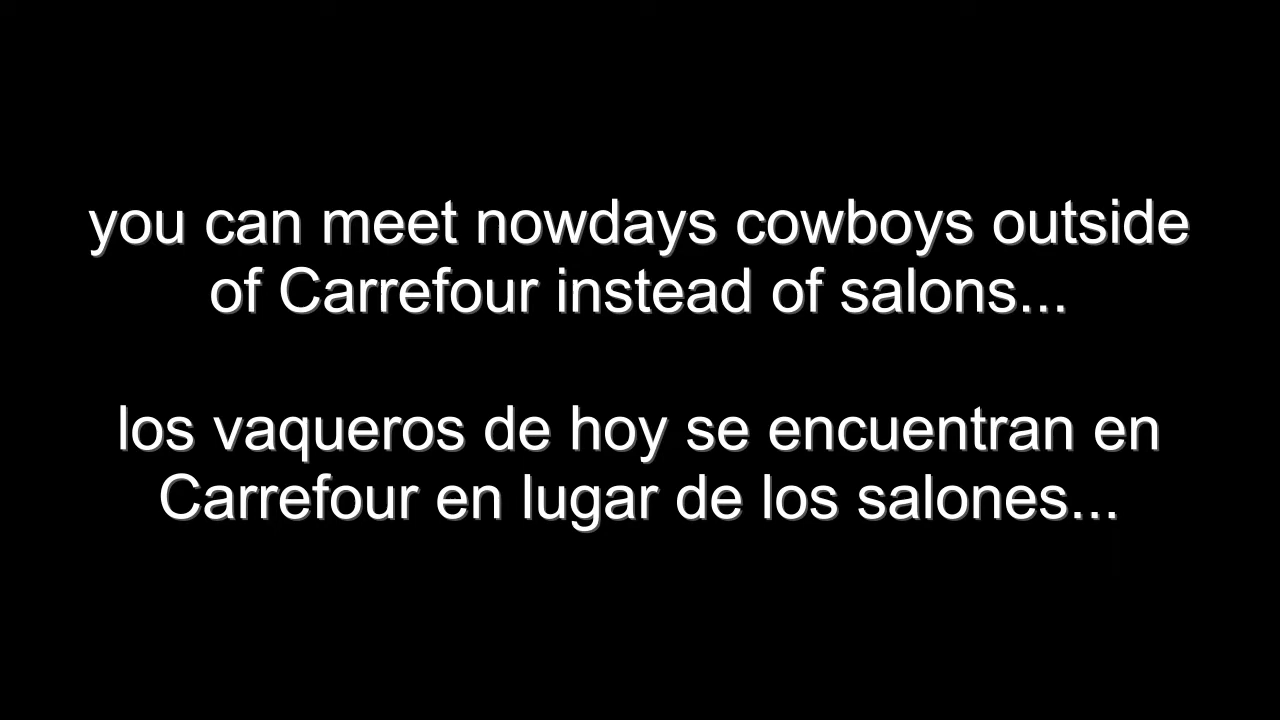 you can meet nowdays cowboys outside
of Carrefour instead of salons...
los vaqueros de hoy se encuentran en
Carrefour en lugar de los salones...